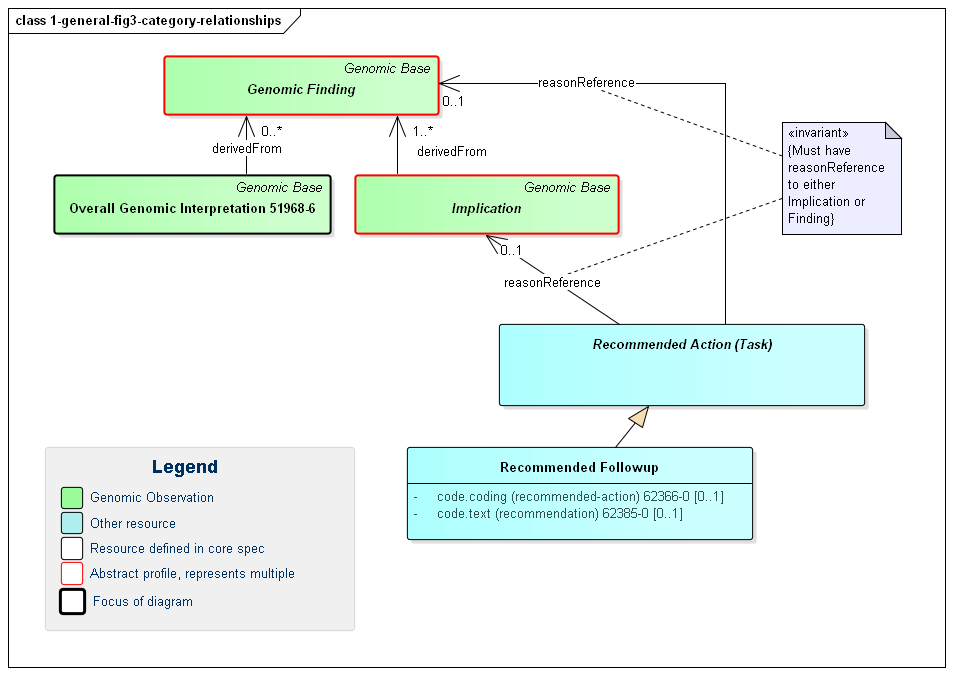 class 1-general-fig3-category-relationships
Genomic Base
Genomic Finding
reasonReference
0..1
0..*
derivedFrom
1..*
derivedFrom
«invariant»
{Must have
reasonReference
to either
Implication or
Finding}
Genomic Base
Overall Genomic Interpretation 51968-6
Genomic Base
Implication
0..1
reasonReference
Recommended Action (Task)
Recommended Followup
- code.coding (recommended-action) 62366-0 [0..1]
- code.text (recommendation) 62385-0 [0..1]
Legend
Genomic Observation
Other resource
Resource defined in core spec
Abstract profile, represents multiple
Focus of diagram